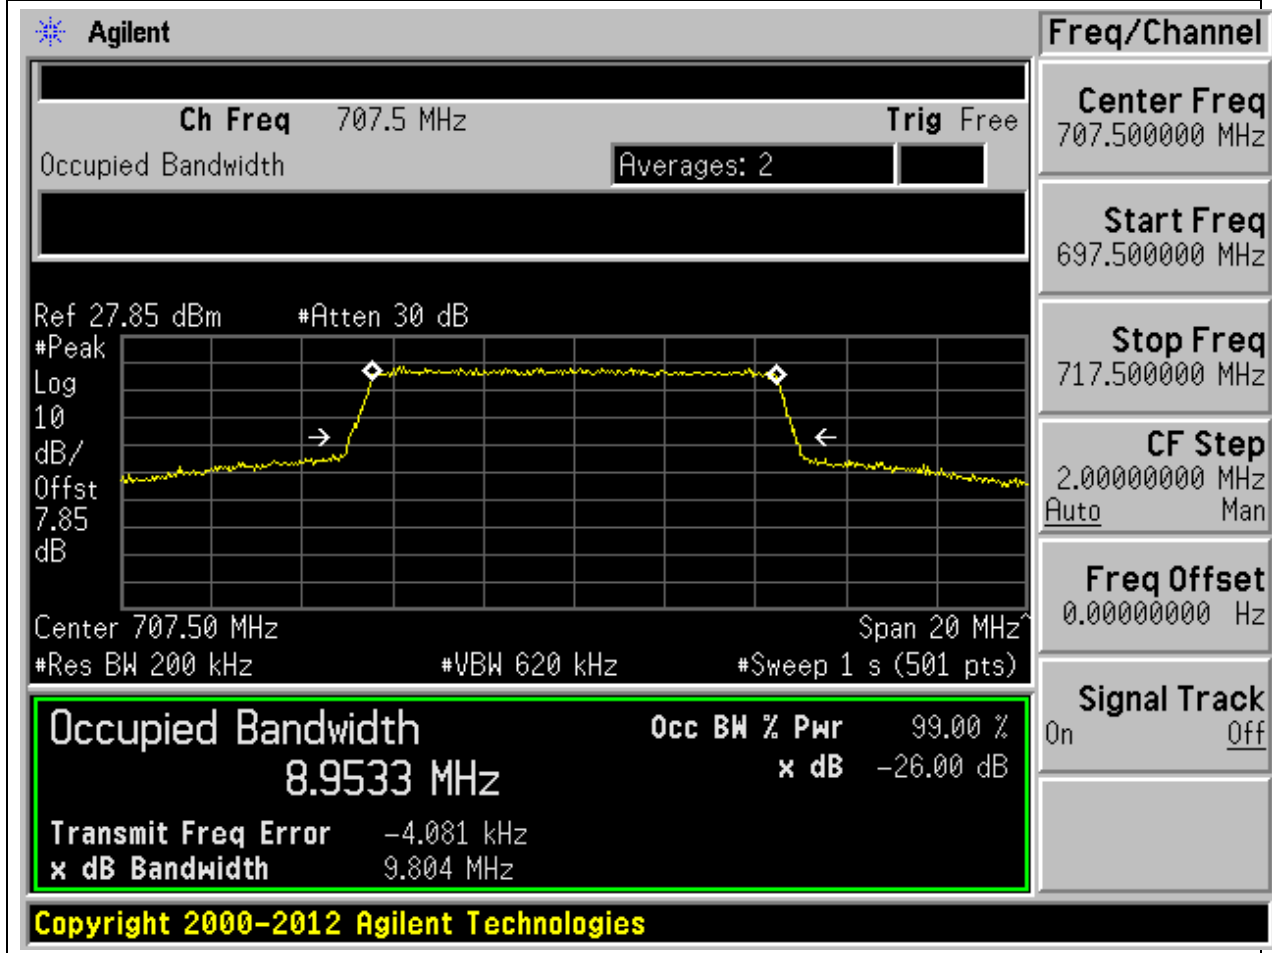 Agilent
Freq/Channel
Ch Freq 707.5 MHz Trig Free
Occupied Bandwidth Averages: 2
Center Freq
707.500000 MHz
Start Freq
697.500000 MHz
Stop Freq
717.500000 MHz
CF Step
2.00000000 MHz
Auto Man
Freq Offset
0.00000000 Hz
Signal Track
On Off
Ref 27.85 dBm #Atten 30 dB
#Peak
Log
10
dB/
Offst
7.85
dB
Center 707.50 MHz Span 20 MHz^
#Res BW 200 kHz #VBW 620 kHz #Sweep 1 s (501 pts)
Occupied Bandwidth Occ BW % Pwr 99.00 %
8.9533 MHz x dB -26.00 dB
Transmit Freq Error -4.081 kHz
x dB Bandwidth 9.804 MHz
Copyright 2000-2012 Agilent Technologies